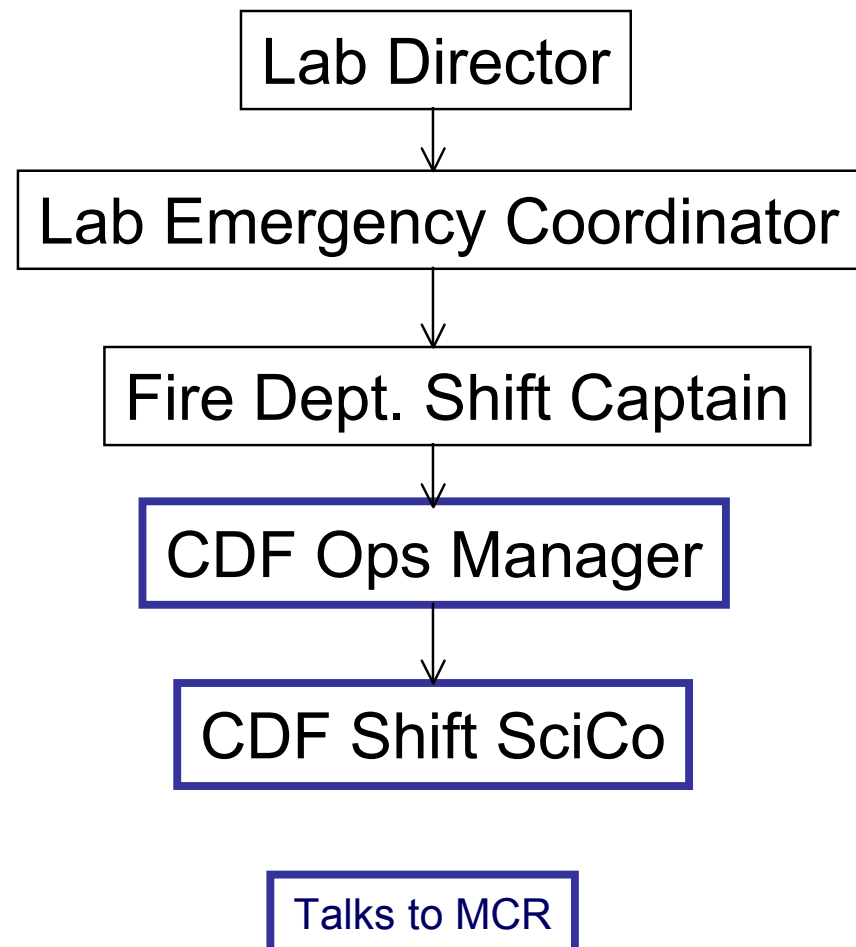 Lab Director
Lab Emergency Coordinator
Fire Dept. Shift Captain
CDF Ops Manager
CDF Shift SciCo
Talks to MCR